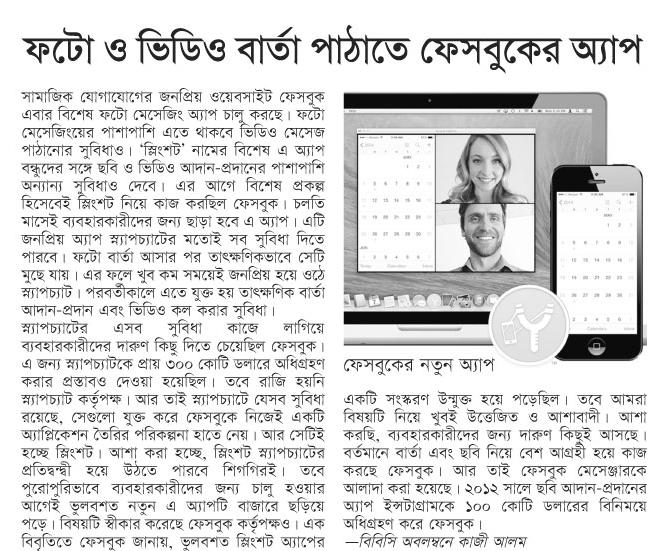 ফটো ও ভিডিও বার্তা পাঠাতে ফেসবুকের অ্যাপ
সামাজিক যোগাযোগের জনপ্রিয় ওয়েবসাইট ফেসবুক
এবার বিশেষ ফটো মেসেজিং অ্যাপ চালু করছে। ফটো
মেসেজিংয়ের পাশাপাশি এতে থাকবে ভিডিও মেসেজ
পাঠানোর সুবিধাও। ‘স্লিংশট’ নামের বিশেষ এ অ্যাপ
বন্ধুদের সঙ্গে ছবি ও ভিডিও আদান-প্রদানের পাশাপাশি
অন্যান্য সুবিধাও দেবে। এর আগে বিশেষ প্রকল্প
হিসেবেই স্লিংশট নিয়ে কাজ করছিল ফেসবুক। চলতি
মাসেই ব্যবহারকারীদের জন্য ছাড়া হবে এ অ্যাপ। এটি
জনপ্রিয় অ্যাপ স্ন্যাপচ্যাটের মতোই সব সুবিধা দিতে
পারবে। ফটো বার্তা আসার পর তাৎক্ষণিকভাবে সেটি
মুছে যায়। এর ফলে খুব কম সময়েই জনপ্রিয় হয়ে ওঠে
স্ন্যাপচ্যাট। পরবর্তীকালে এতে যুক্ত হয় তাৎক্ষণিক বার্তা
আদান-প্রদান এবং ভিডিও কল করার সুবিধা।
স্ন্যাপচ্যাটের এসব সুবিধা কাজে লাগিয়ে
ব্যবহারকারীদের দারুণ কিছু দিতে চেয়েছিল ফেসবুক।
এ জন্য স্ন্যাপচ্যাটকে প্রায় ৩০০ কোটি ডলারে অধিগ্রহণ
করার প্রস্তাবও দেওয়া হয়েছিল। তবে রাজি হয়নি
স্ন্যাপচ্যাট কর্তৃপক্ষ। আর তাই স্ন্যাপচ্যাটে যেসব সুবিধা
রয়েছে, সেগুলো যুক্ত করে ফেসবুকে নিজেই একটি
অ্যাপ্লিকেশন তৈরির পরিকল্পনা হাতে নেয়। আর সেটিই
হচ্ছে স্লিংশট। আশা করা হচ্ছে, স্লিংশট স্ন্যাপচ্যাটের
প্রতিদ্বন্দ্বী হয়ে উঠতে পারবে শিগগিরই। তবে
পুরোপুরিভাবে ব্যবহারকারীদের জন্য চালু হওয়ার
আগেই ভুলবশত নতুন এ অ্যাপটি বাজারে ছড়িয়ে
পড়ে। বিষয়টি স্বীকার করেছে ফেসবুক কর্তৃপক্ষও। এক
বিবৃতিতে ফেসবুক জানায়, ভুলবশত স্লিংশট অ্যাপের
ফেসবুকের নতুন অ্যাপ
একটি সংস্করণ উন্মুক্ত হয়ে পড়েছিল। তবে আমরা
বিষয়টি নিয়ে খুবই উত্তেজিত ও আশাবাদী। আশা
করছি, ব্যবহারকারীদের জন্য দারুণ কিছুই আসছে।
বর্তমানে বার্তা এবং ছবি নিয়ে বেশ আগ্রহী হয়ে কাজ
করছে ফেসবুক। আর তাই ফেসবুক মেসেঞ্জারকে
আলাদা করা হয়েছে। ২০১২ সালে ছবি আদান-প্রদানের
অ্যাপ ইন্সটাগ্রামকে ১০০ কোটি ডলারের বিনিময়ে
অধিগ্রহণ করে ফেসবুক।
—বিবিসি অবলম্বনে কাজী আলম